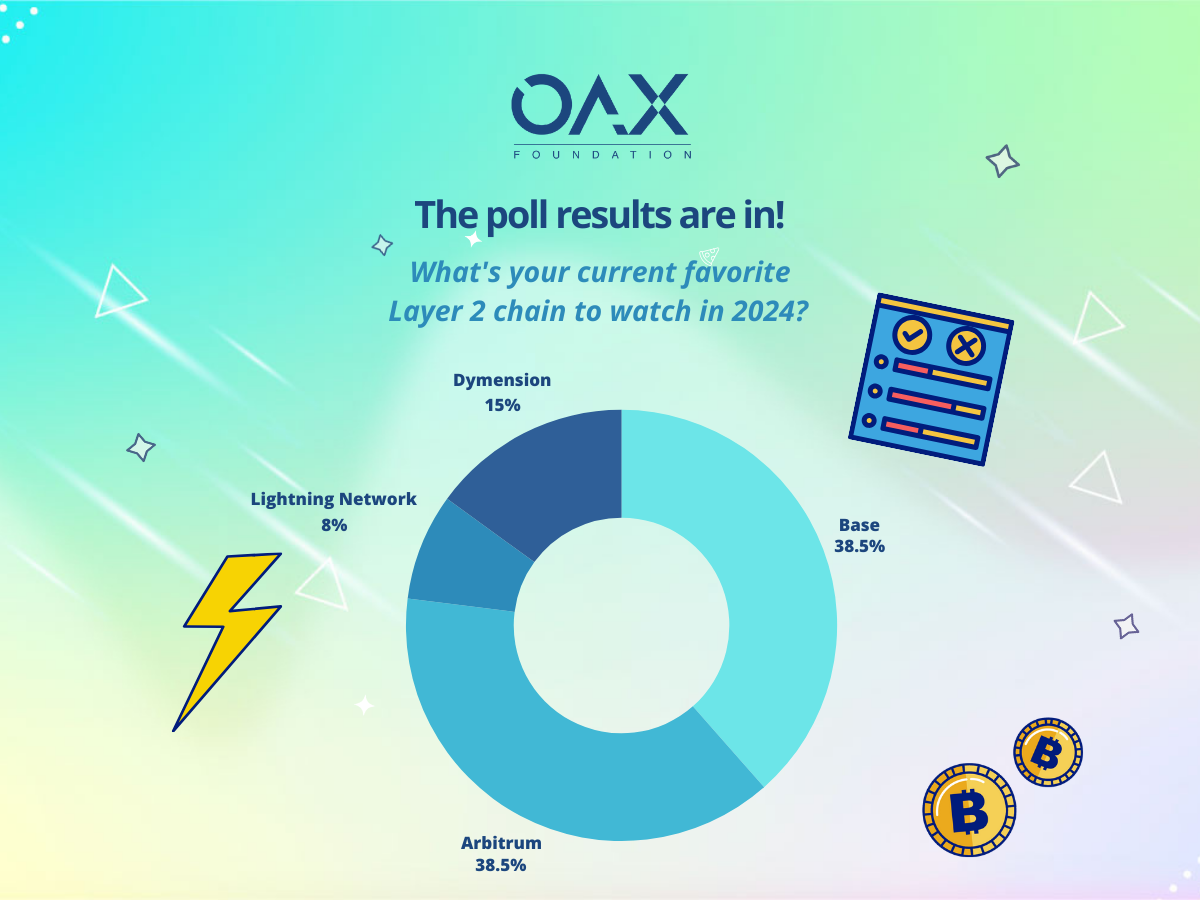 OAX
FOUNDATION
The poll results are in!
What's your current favorite
Layer 2 chain to watch in 2024?
Dymension
15%
Lightning Network
8%
Base
38.5%
Arbitrum
38.5%